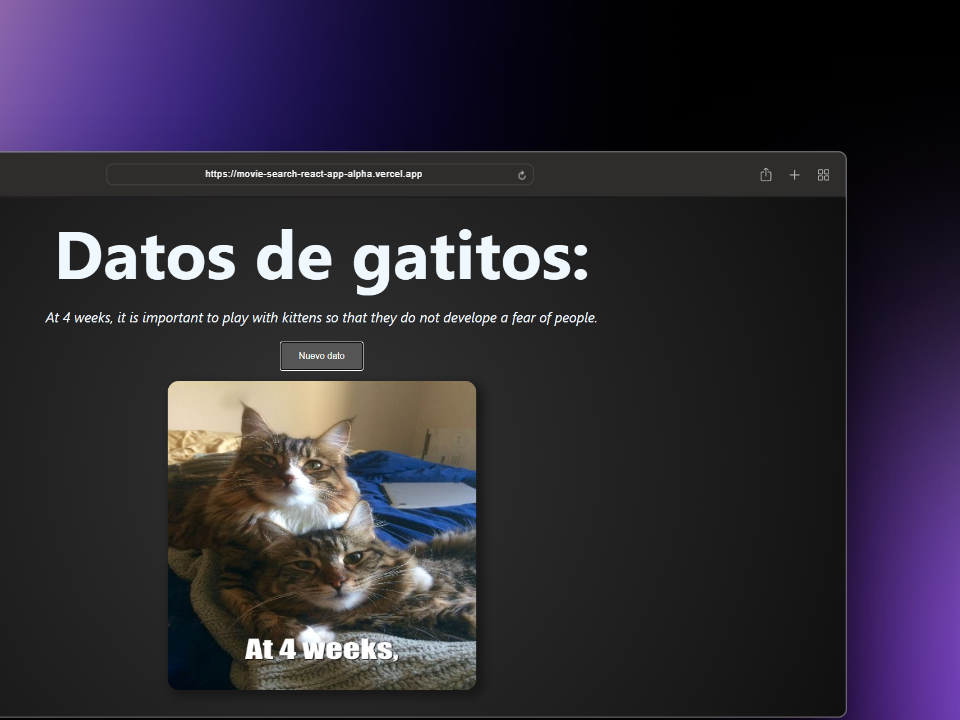 https://movie-search-react-app-alpha.vercel.app
Datos de gatitos:
At 4 weeks, it is important to play with kittens so that they do not develope a fear of people.
Nuevo dato
At 4 weeks,